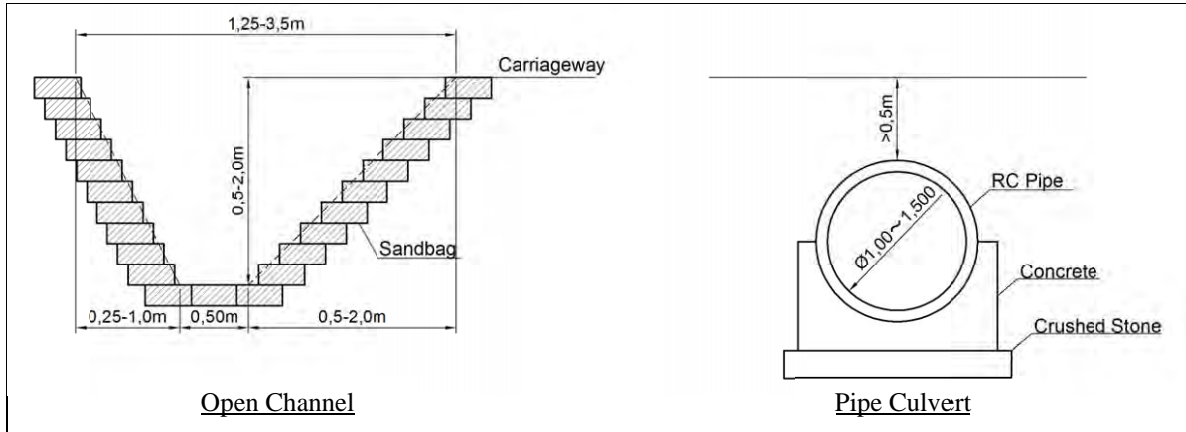 1,25-3,5m
Carriageway
0,5-2,0m
Sandbag
0,25-1,0m
0,50m
0,5-2,0m
Open Channel
>0,5m
RC Pipe
Ø1,00～1,500
Concrete
Crushed Stone
Pipe Culvert